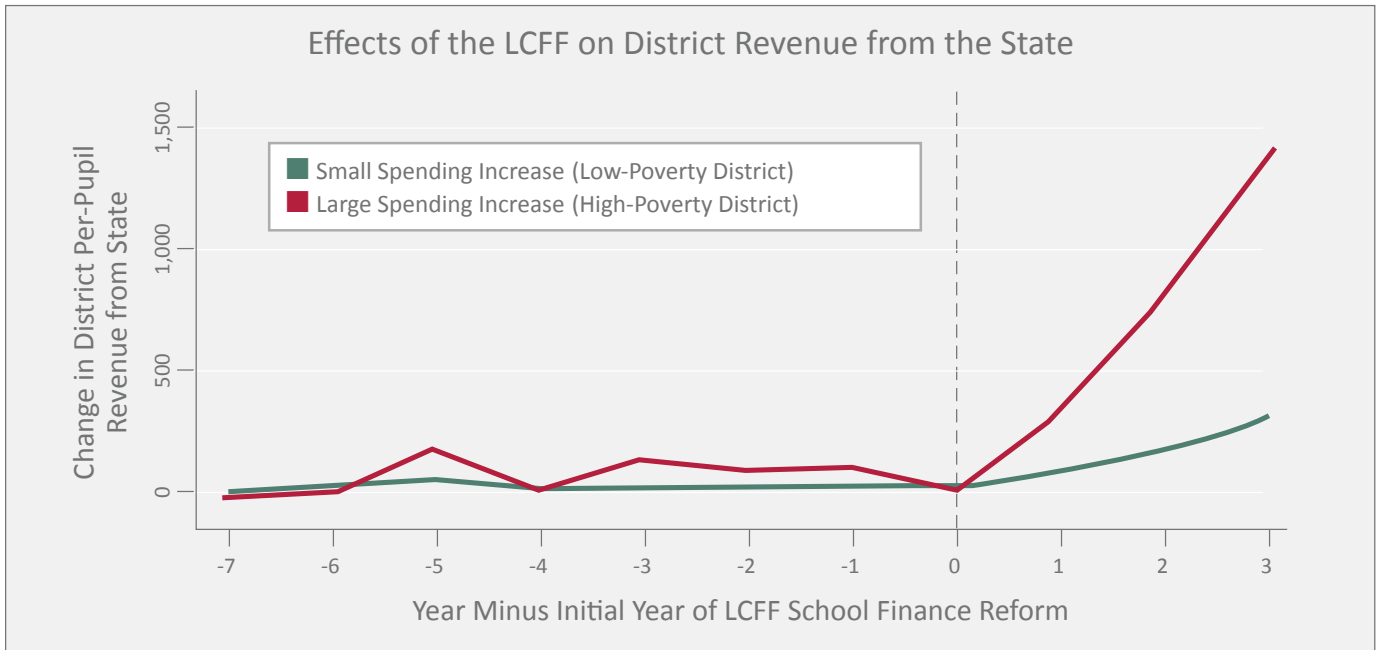 Effects of the LCFF on District Revenue from the State
Change in District Per-Pupil
Revenue from State
1,500
1,000
500
0
Small Spending Increase (Low-Poverty District)
Large Spending Increase (High-Poverty District)
-7 -6 -5 -4 -3 -2 -1 0 1 2 3
Year Minus Initial Year of LCFF School Finance Reform